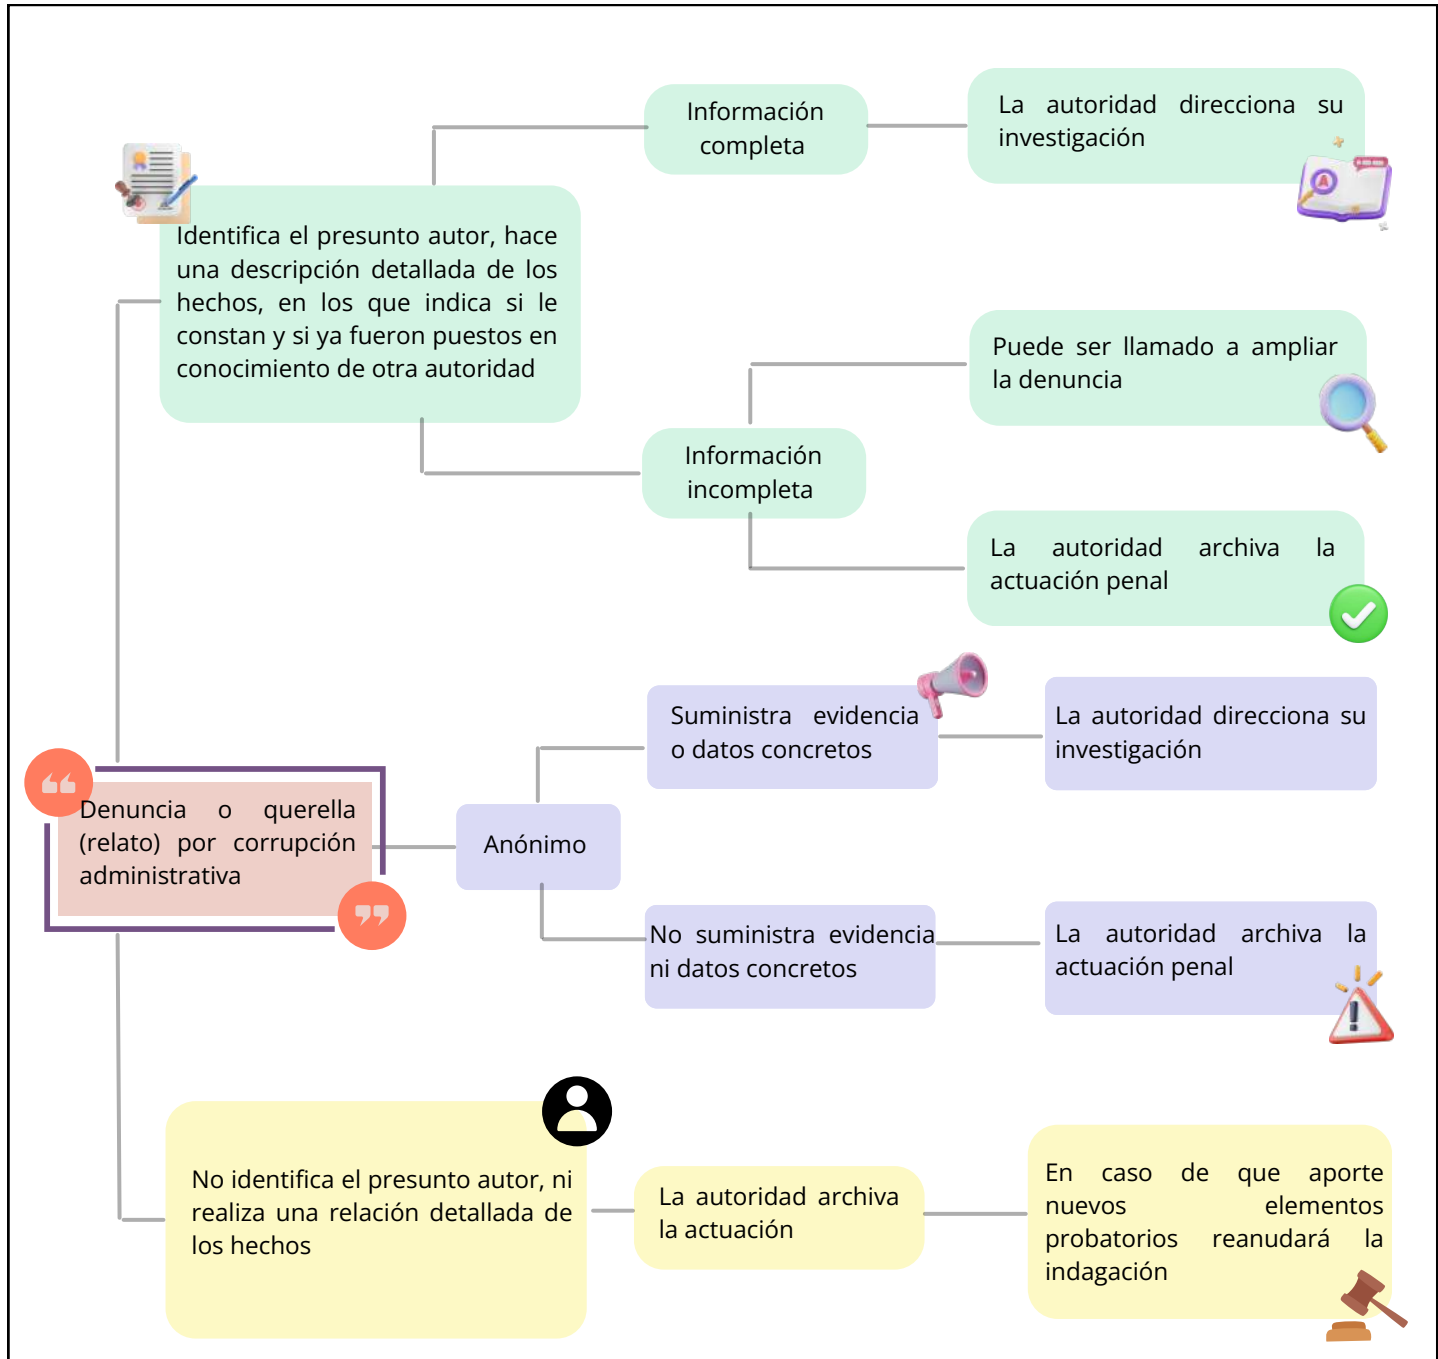 Información
completa
La autoridad direcciona su
investigación
Identifica el presunto autor, hace
una descripción detallada de los
hechos, en los que indica si le
constan y si ya fueron puestos en
conocimiento de otra autoridad
Puede ser llamado a ampliar
la denuncia
Información
incompleta
La autoridad archiva la
actuación penal
Suministra evidencia
o datos concretos
La autoridad direcciona su
investigación
Denuncia o querella
(relato) por corrupción
administrativa
Anónimo
No suministra evidencia
ni datos concretos
La autoridad archiva la
actuación penal
No identifica el presunto autor, ni
realiza una relación detallada de
los hechos
La autoridad archiva
la actuación
En caso de que aporte
nuevos elementos
probatorios reanudará la
indagación